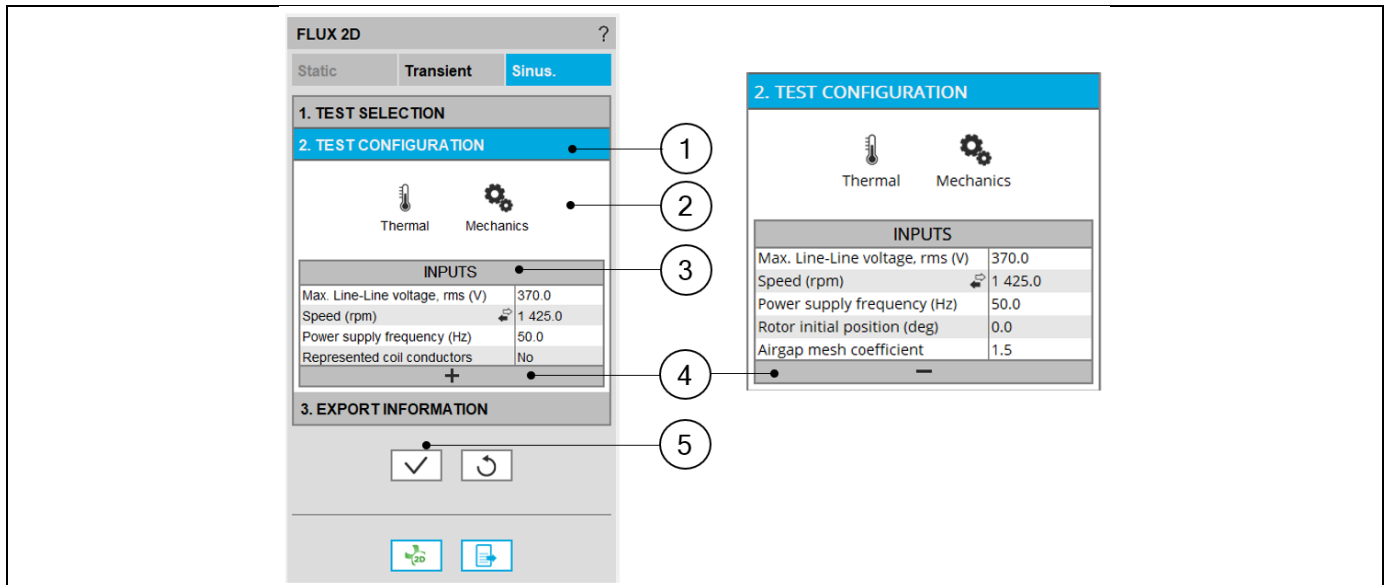 FLUX 2D ?
Static Transient Sinus.
1. TEST SELECTION
2. TEST CONFIGURATION
Thermal Mechanics
INPUTS
Max. Line-Line voltage, rms (V) 370.0
Speed (rpm) 1 425.0
Power supply frequency (Hz) 50.0
Represented coil conductors No
+
3. EXPORT INFORMATION
2D
1
2
3
4
5
2. TEST CONFIGURATION
Thermal Mechanics
INPUTS
Max. Line-Line voltage, rms (V) 370.0
Speed (rpm) 1 425.0
Power supply frequency (Hz) 50.0
Rotor initial position (deg) 0.0
Airgap mesh coefficient 1.5
−